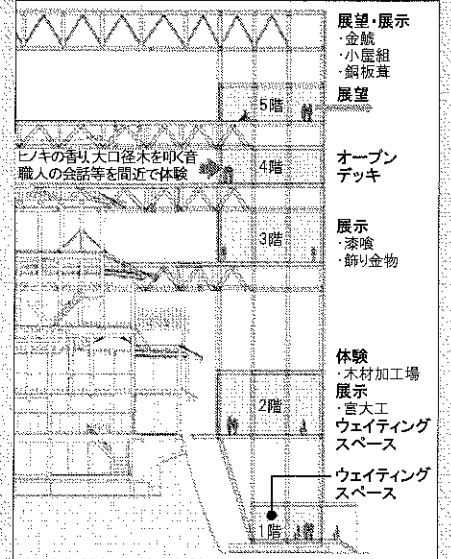 展望・展示
・金鯱
・小屋組
・銅板葺
展望
5階
ヒノキの香り、大口径木を叩く音
職人の会話等を間近で体験
4階
オープン
デッキ
3階
展示
・漆喰
・飾り金物
体験
・木材加工場
展示
・宮大工
2階
ウェイティング
スペース
ウェイティング
スペース
1階